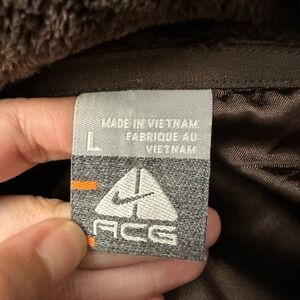 L
MADE IN VIETNAM
FABRIQUE AU
VIETNAM
ACG